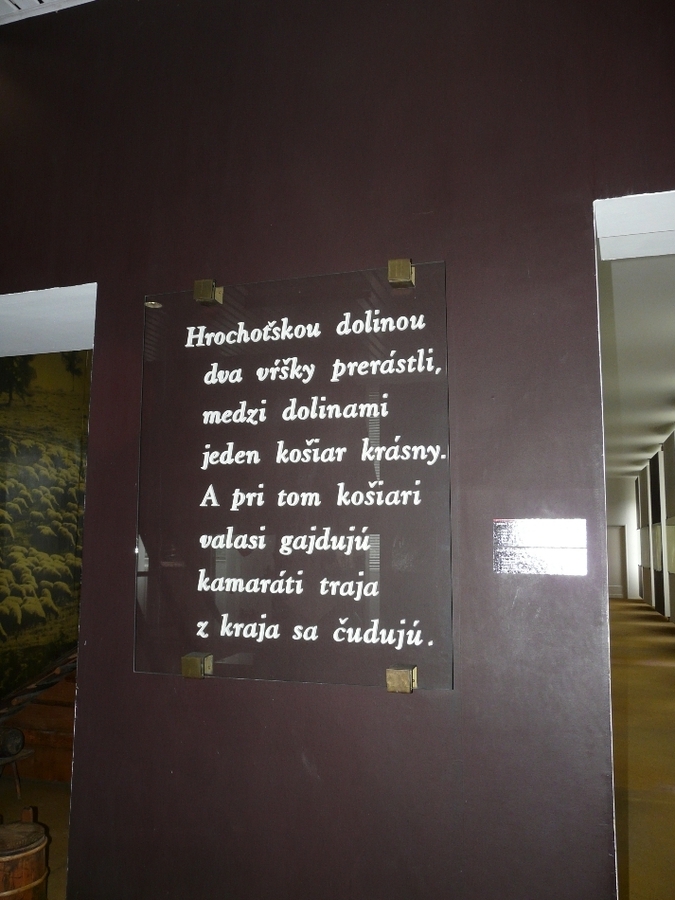 Hrochoťskou dolinou
dva vŕšky prerástli,
medzi dolinami
jeden košiar krásny.
A pri tom košiari
valasi gajdujú
kamaráti traja
z kraja sa čudujú.